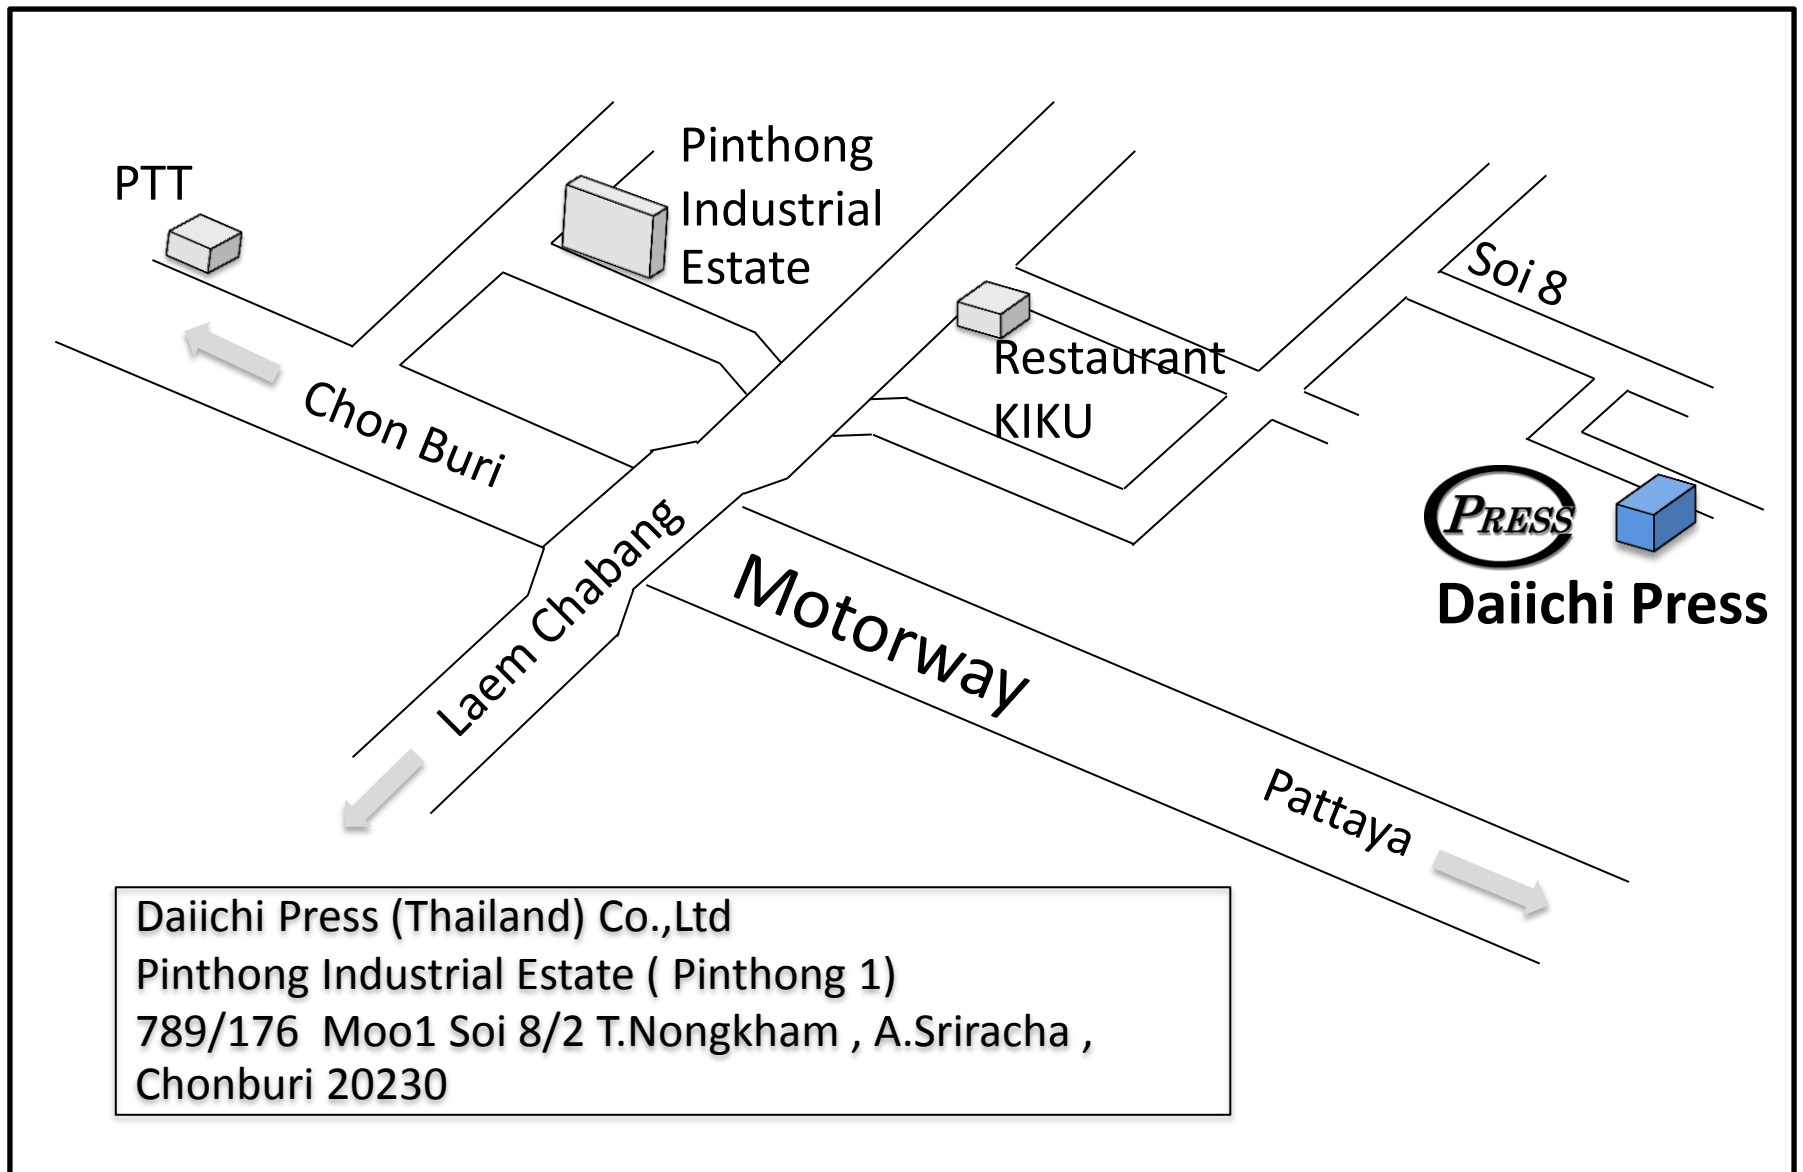 Pinthong
Industrial
Estate
PTT
Soi 8
Restaurant
KIKU
Chon Buri
PRESS
Daiichi Press
Laem Chabang
Motorway
Pattaya
Daiichi Press (Thailand) Co.,Ltd
Pinthong Industrial Estate ( Pinthong 1)
789/176  Moo1 Soi 8/2 T.Nongkham , A.Sriracha ,
Chonburi 20230